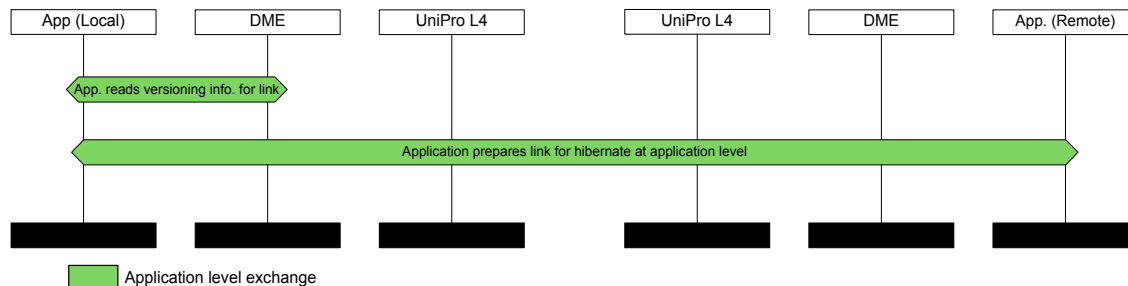 App (Local)
DME
UniPro L4
UniPro L4
DME
App. (Remote)
App. reads versioning info. for link
Application prepares link for hibernate at application level
Application level exchange